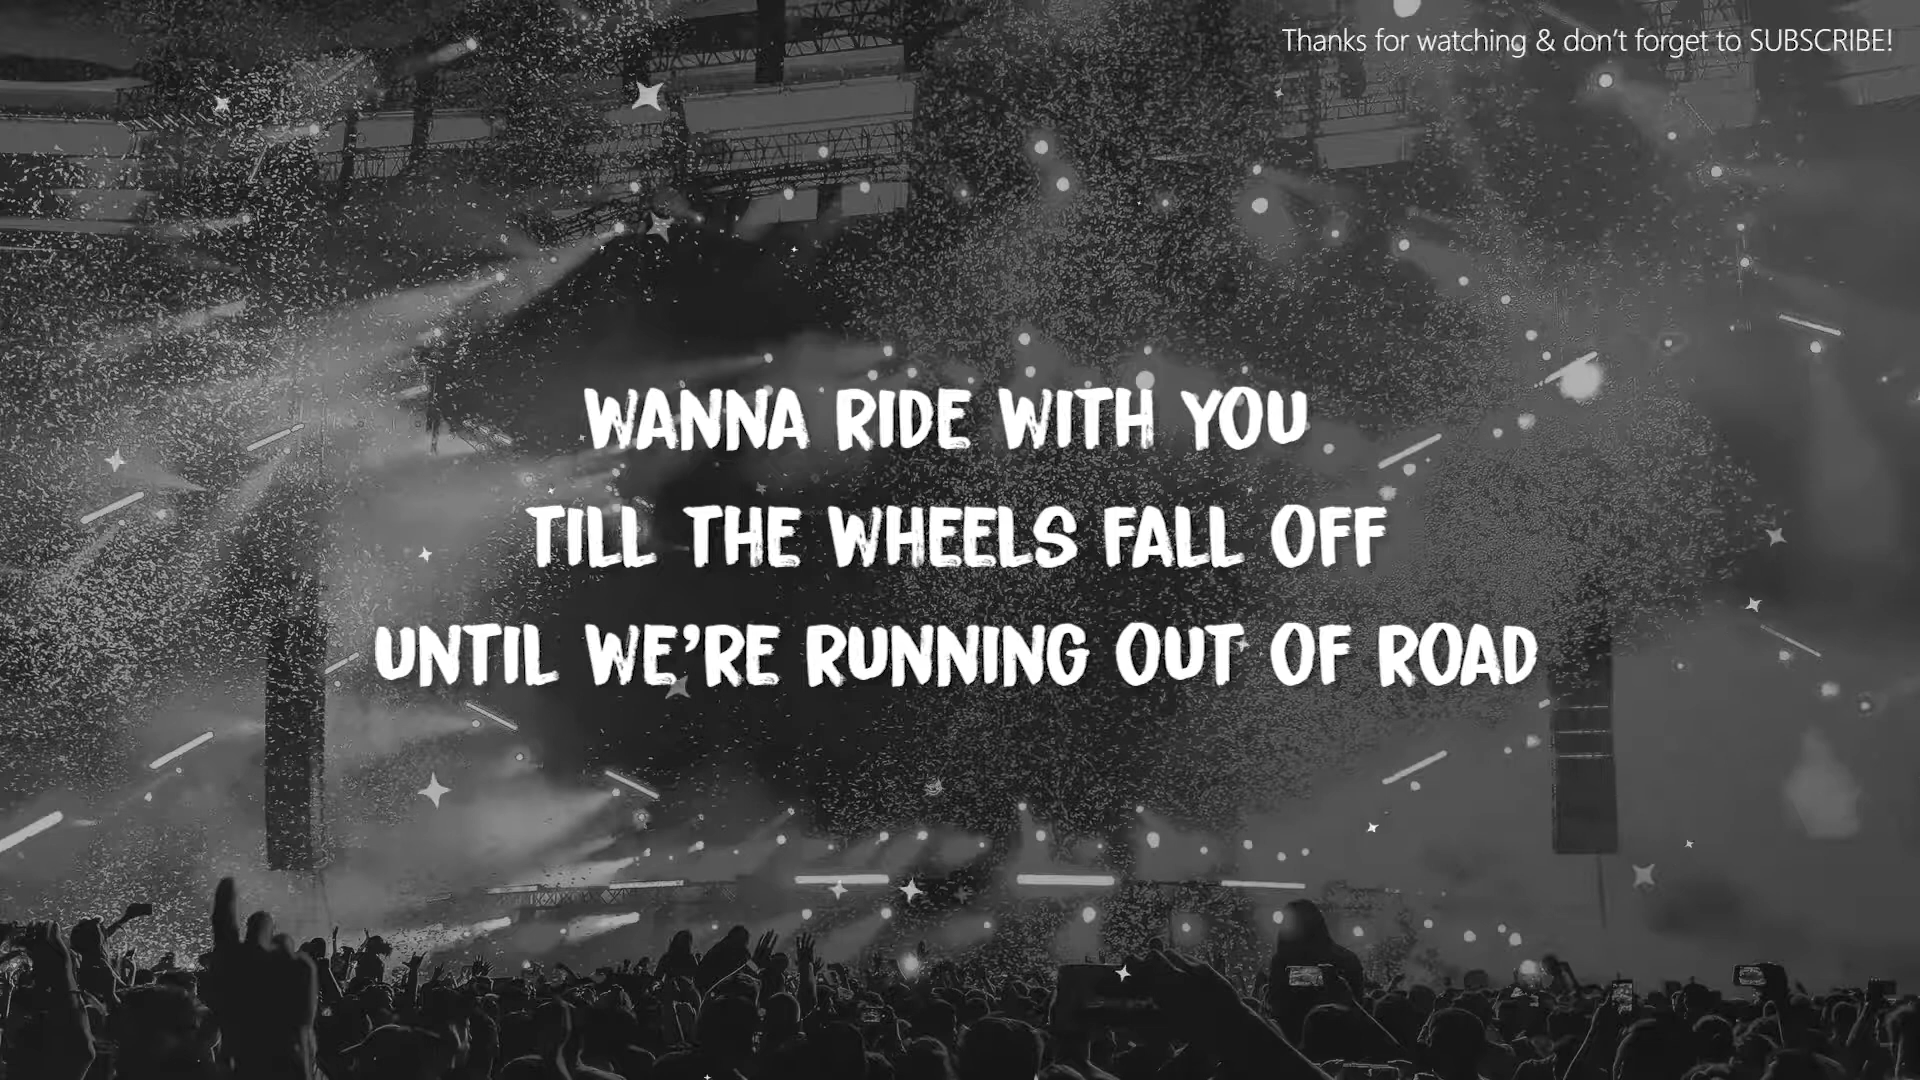 Thanks for watching & don't forget to SUBSCRIBE!
WANNA RIDE WITH YOU
TILL THE WHEELS FALL OFF
UNTIL WE'RE RUNNING OUT OF ROAD